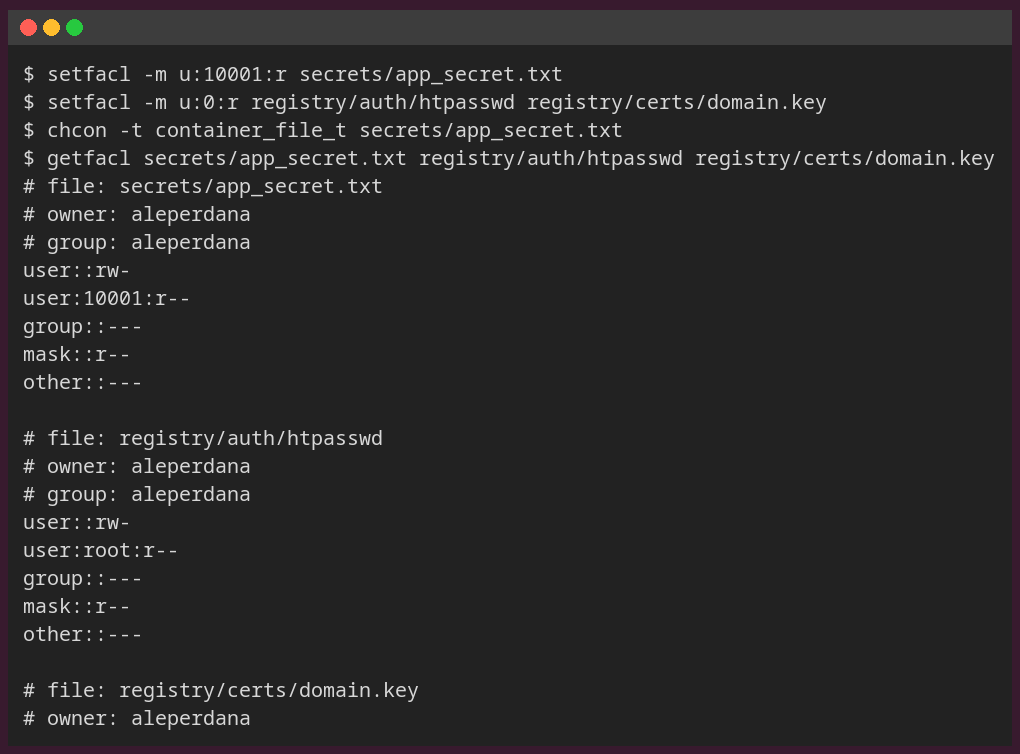 $ setfacl -m u:10001:r secrets/app_secret.txt
$ setfacl -m u:0:r registry/auth/htpasswd registry/certs/domain.key
$ chcon -t container_file_t secrets/app_secret.txt
$ getfacl secrets/app_secret.txt registry/auth/htpasswd registry/certs/domain.key
# file: secrets/app_secret.txt
# owner: aleperdana
# group: aleperdana
user::rw-
user:10001:r--
group::---
mask::r--
other::---

# file: registry/auth/htpasswd
# owner: aleperdana
# group: aleperdana
user::rw-
user:root:r--
group::---
mask::r--
other::---

# file: registry/certs/domain.key
# owner: aleperdana